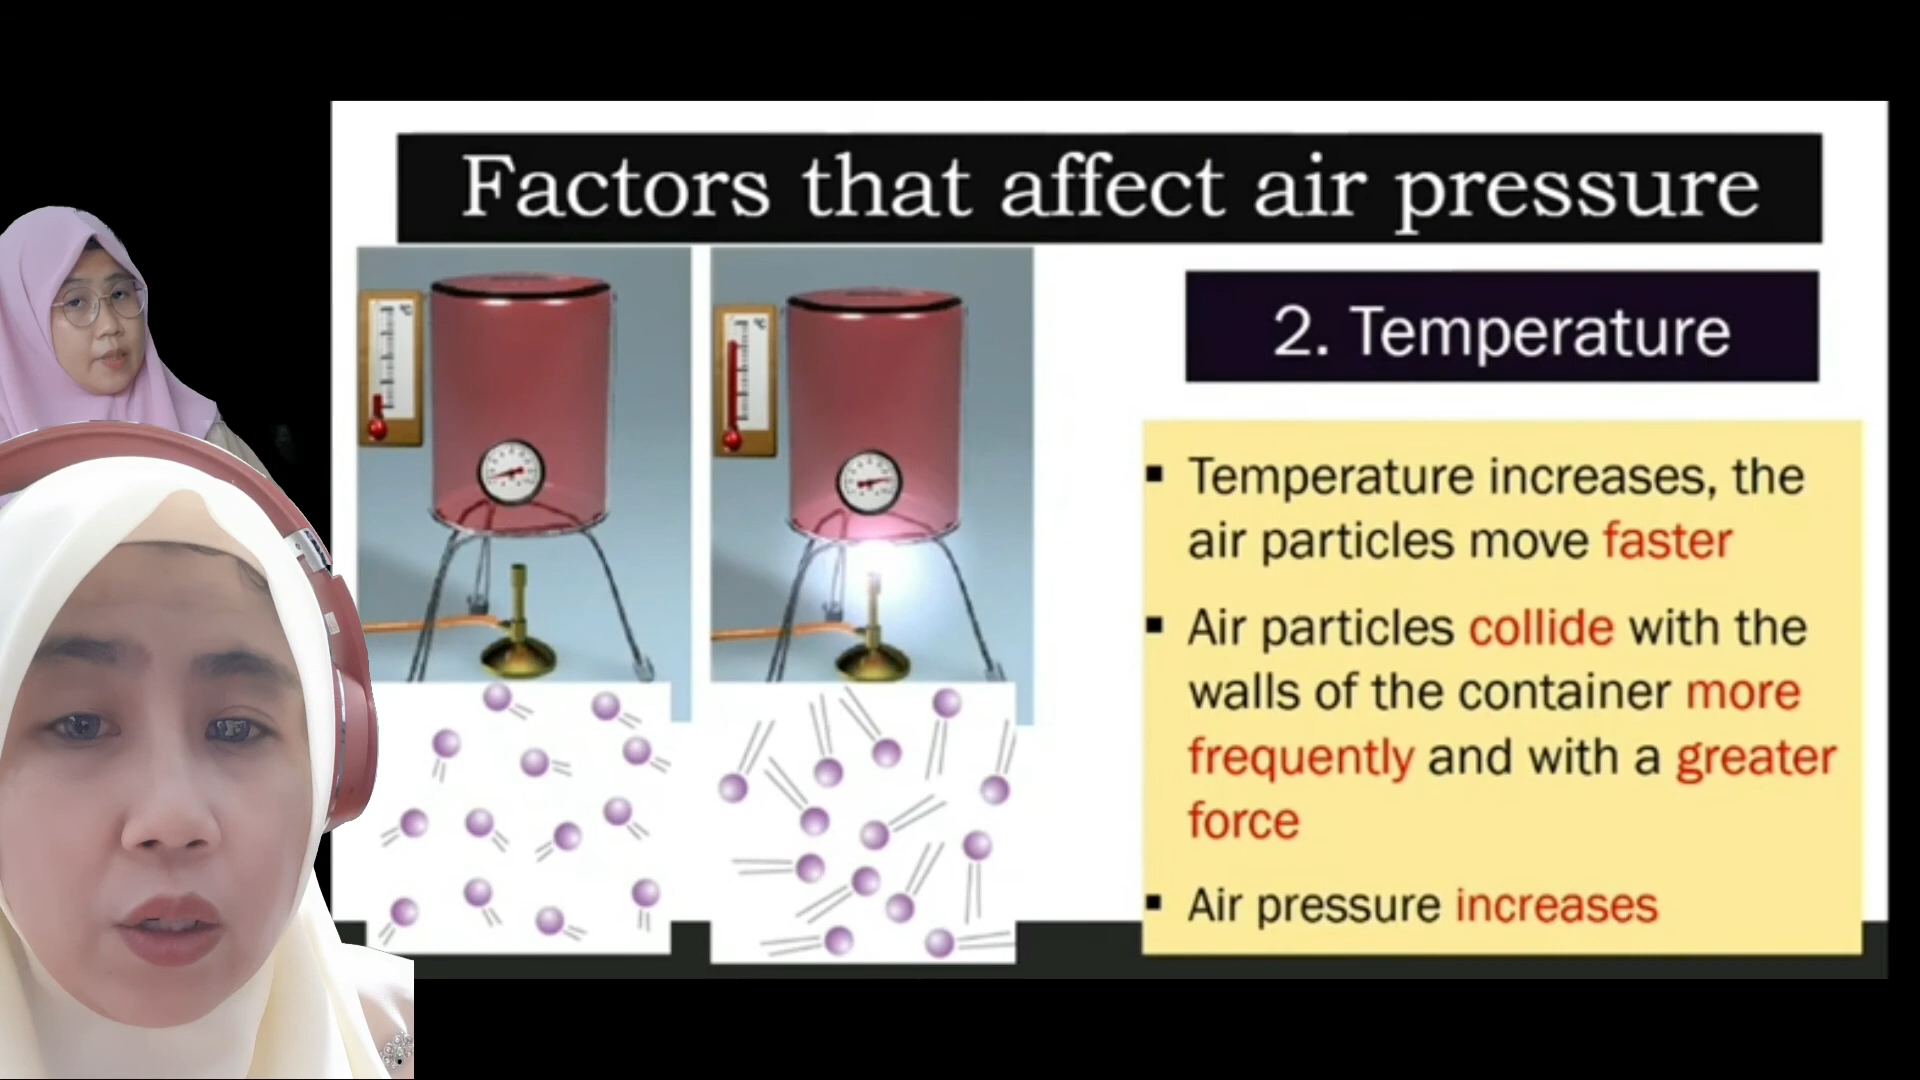 Factors that affect air pressure
2. Temperature
▪ Temperature increases, the
air particles move faster
▪ Air particles collide with the
walls of the container more
frequently and with a greater
force
▪ Air pressure increases